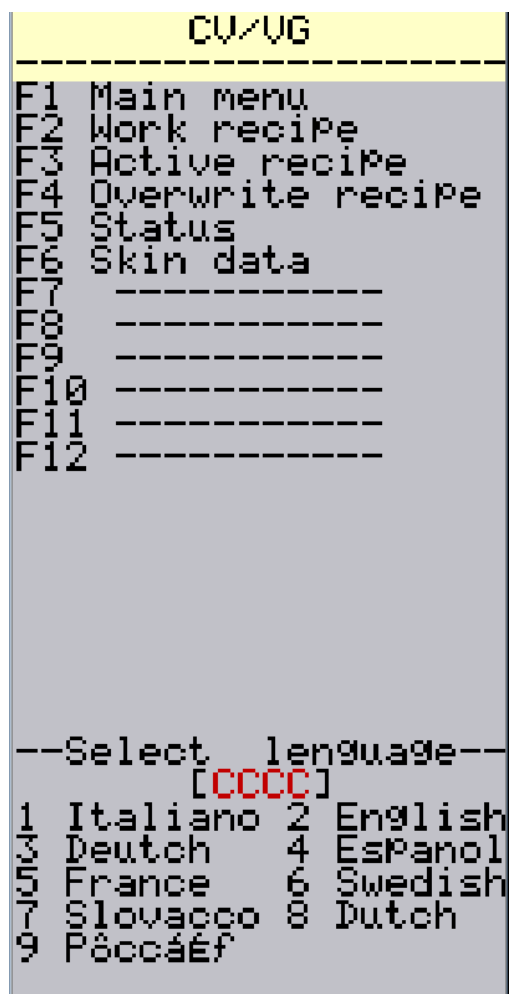 CV/VG
--------------------
F1 Main menu
F2 Work recipe
F3 Active recipe
F4 Overwrite recipe
F5 Status
F6 Skin data
F7 -----------
F8 -----------
F9 -----------
F10 -----------
F11 -----------
F12 -----------
--Select lenguage--
[CCCC]
1 Italiano 2 English
3 Deutch 4 Espanol
5 France 6 Swedish
7 Slovacco 8 Dutch
9 Pôccáéƒ